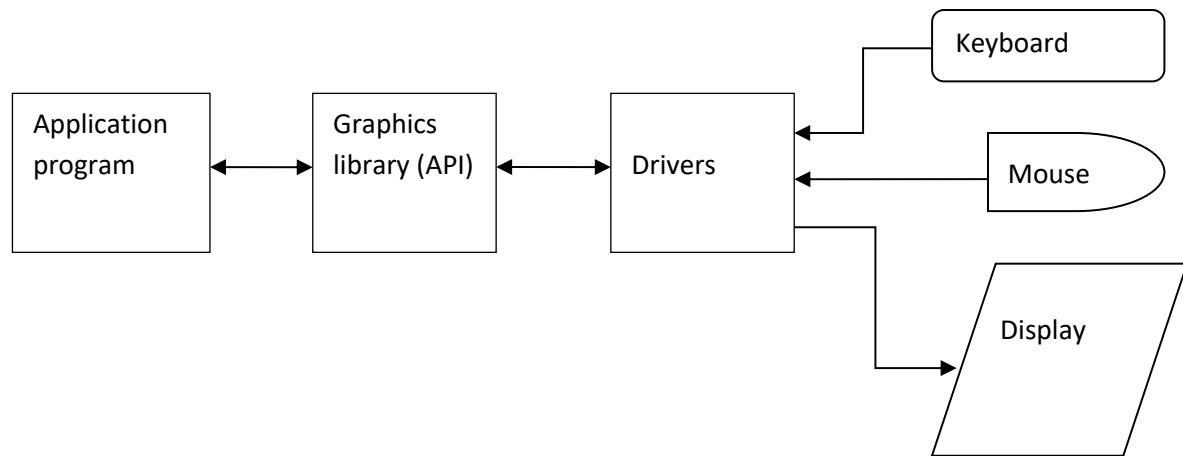 Keyboard
Application
program
Graphics
library (API)
Drivers
Mouse
Display